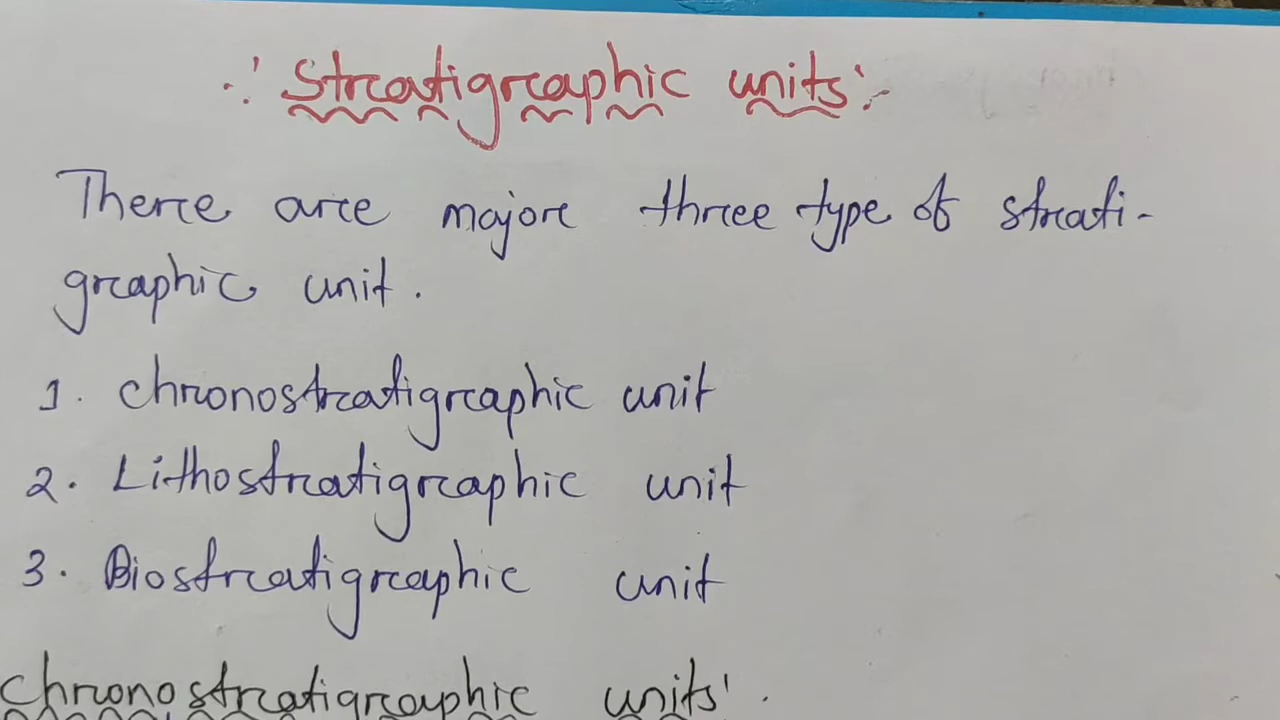 ∴ Stratigraphic units :-
There are majore three type of strati-
graphic unit.
1. Chronostratigraphic unit
2. Lithostratigraphic unit
3. Biostratigraphic unit
Chronostratigraphic units'.